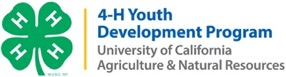 H H
H H
4-H Youth
Development Program
University of California
Agriculture & Natural Resources